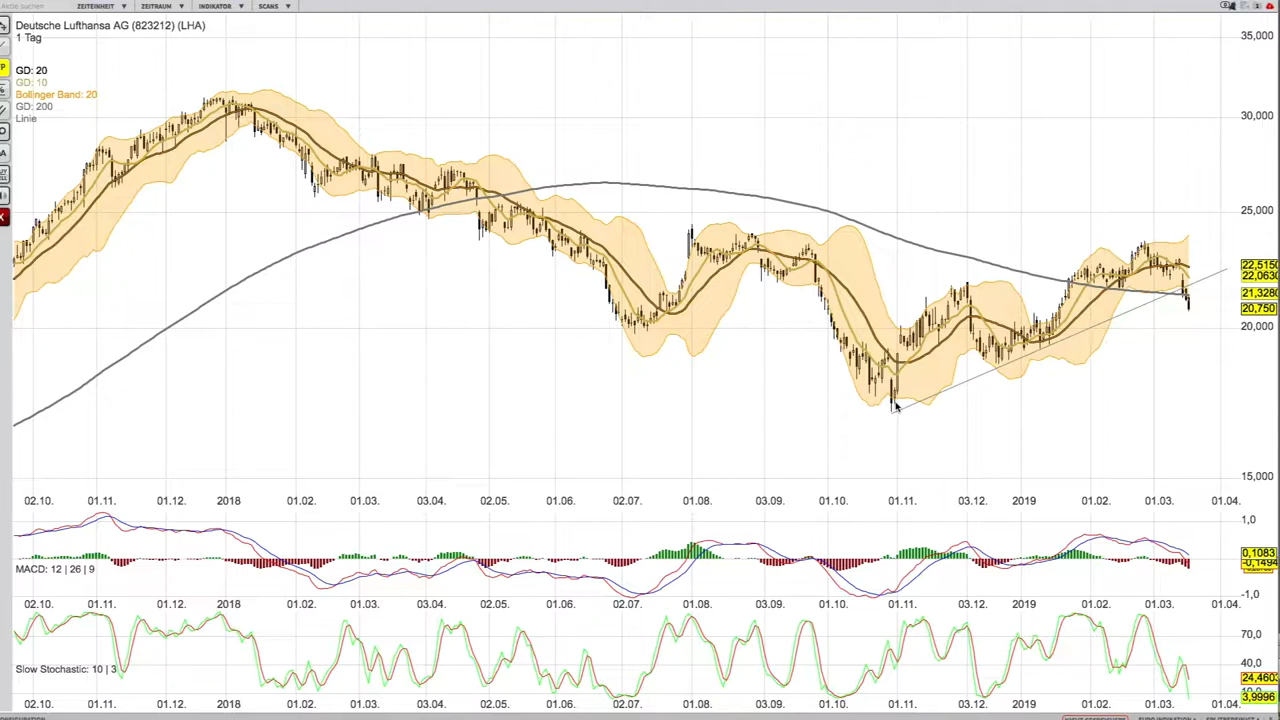 Aktie suchen ZEITEINHEIT ▼ ZEITRAUM ▼ INDIKATOR ▼ SCANS ▼
Deutsche Lufthansa AG (823212) (LHA)
1 Tag
GD: 20
GD: 10
Bollinger Band: 20
GD: 200
Linie
35,000
30,000
25,000
22,5150
22,0630
21,3280
20,750
20,000
15,000
02.10. 01.11. 01.12. 2018 01.02. 01.03. 03.04. 02.05. 01.06. 02.07. 01.08. 03.09. 01.10. 01.11. 03.12. 2019 01.02. 01.03. 01.04.
1,0
0,1083
-0,1494
MACD: 12 | 26 | 9
-1,0
02.10. 01.11. 01.12. 2018 01.02. 01.03. 03.04. 02.05. 01.06. 02.07. 01.08. 03.09. 01.10. 01.11. 03.12. 2019 01.02. 01.03. 01.04.
70,0
40,0
Slow Stochastic: 10 | 3
24,4603
3,9996
02.10. 01.11. 01.12. 2018 01.02. 01.03. 03.04. 02.05. 01.06. 02.07. 01.08. 03.09. 01.10. 01.11. 03.12. 2019 01.02. 01.03. 01.04.